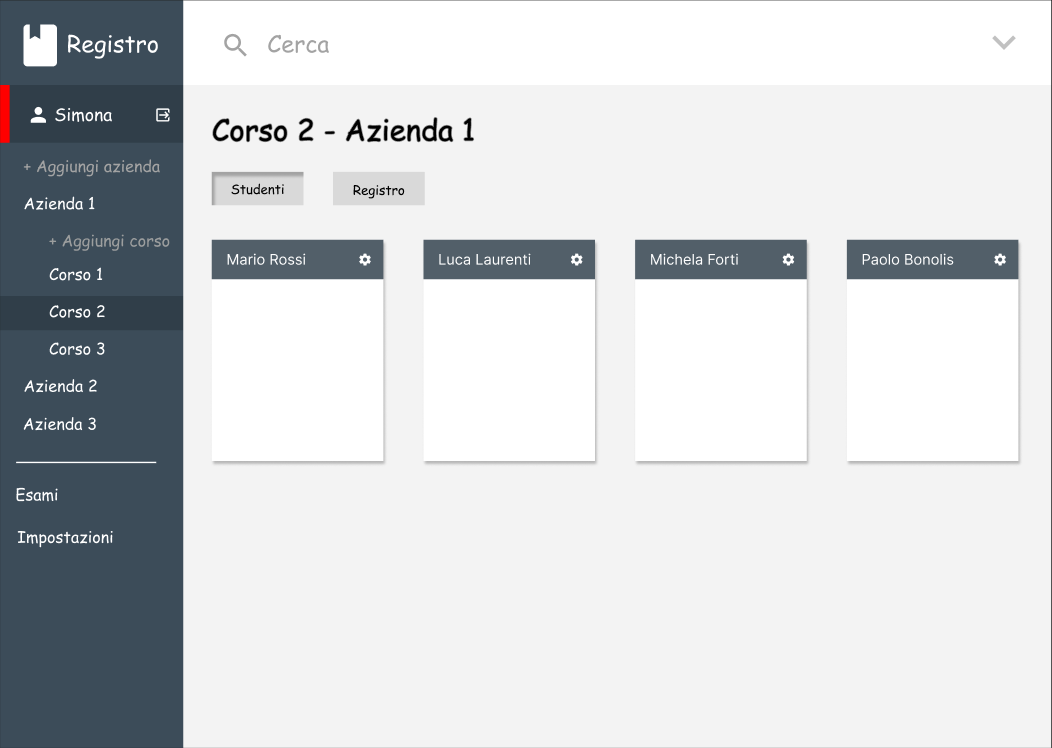 Registro
Cerca
Simona
+ Aggiungi azienda
Azienda 1
+ Aggiungi corso
Corso 1
Corso 2
Corso 3
Azienda 2
Azienda 3
Esami
Impostazioni
Corso 2 - Azienda 1
Studenti
Registro
Mario Rossi
Luca Laurenti
Michela Forti
Paolo Bonolis